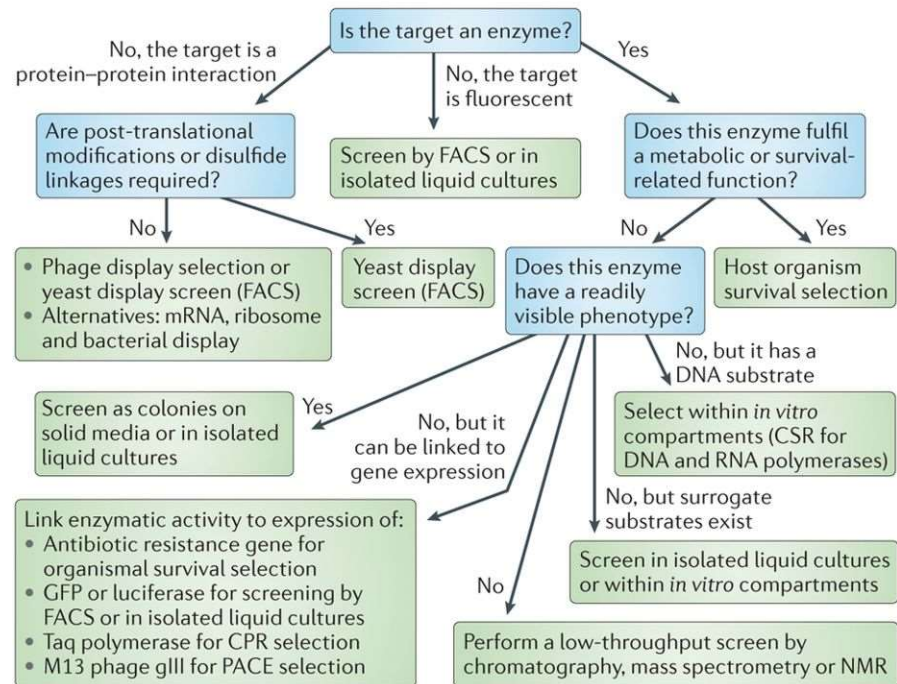 Is the target an enzyme?
No, the target is a
protein–protein interaction
No, the target
is fluorescent
Yes
Are post-translational
modifications or disulfide
linkages required?
Screen by FACS or in
isolated liquid cultures
Does this enzyme fulfil
a metabolic or survival-
related function?
No
Yes
No
Yes
• Phage display selection or
yeast display screen (FACS)
• Alternatives: mRNA, ribosome
and bacterial display
Yeast display
screen (FACS)
Does this enzyme
have a readily
visible phenotype?
Host organism
survival selection
No, but it has a
DNA substrate
Screen as colonies on
solid media or in isolated
liquid cultures
Yes
No, but it
can be linked to
gene expression
Select within in vitro
compartments (CSR for
DNA and RNA polymerases)
No, but surrogate
substrates exist
Link enzymatic activity to expression of:
• Antibiotic resistance gene for
organismal survival selection
• GFP or luciferase for screening by
FACS or in isolated liquid cultures
• Taq polymerase for CPR selection
• M13 phage gIII for PACE selection
No
Screen in isolated liquid cultures
or within in vitro compartments
Perform a low-throughput screen by
chromatography, mass spectrometry or NMR